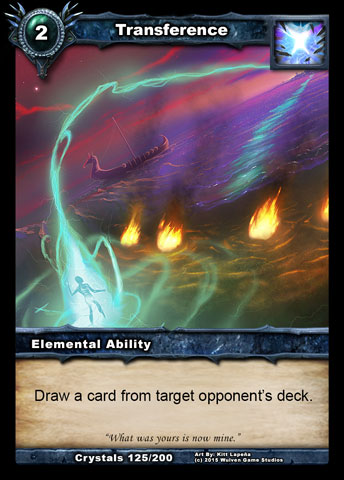 2
Transference
Elemental Ability
Draw a card from target opponent's deck.
"What was yours is now mine."
Crystals 125/200
Art By: Kitt Lapeña
(c) 2015 Wulven Game Studios